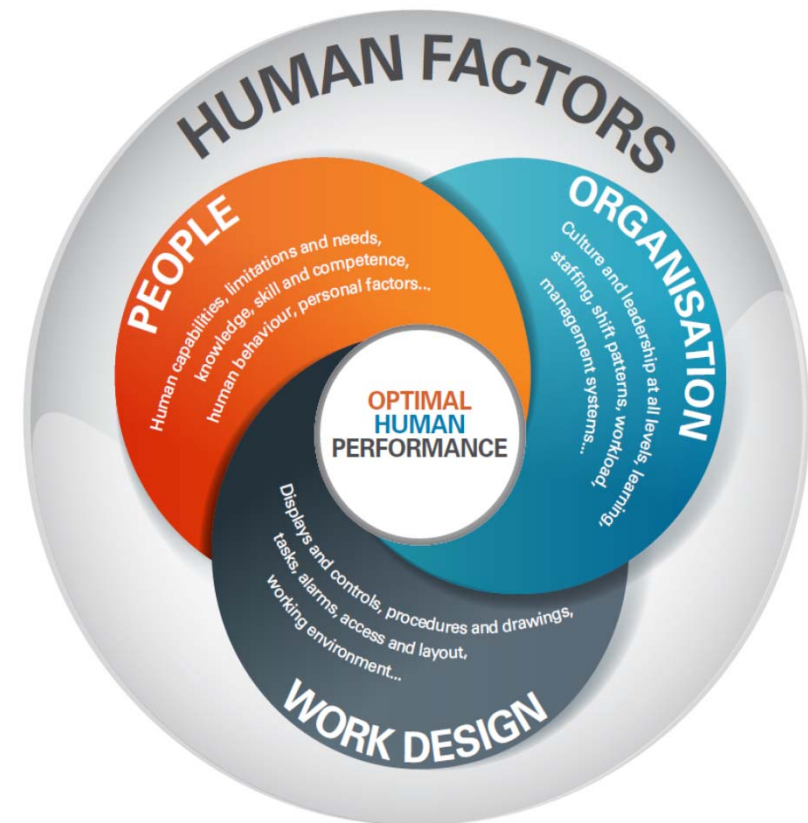 HUMAN FACTORS
PEOPLE
Human capabilities, limitations and needs,
knowledge, skill and competence,
human behaviour, personal factors...
ORGANISATION
Culture and leadership at all levels, learning,
staffing, shift patterns, workload,
management systems...
OPTIMAL
HUMAN
PERFORMANCE
Displays and controls, procedures and drawings,
tasks, alarms, access and layout,
working environment...
WORK DESIGN